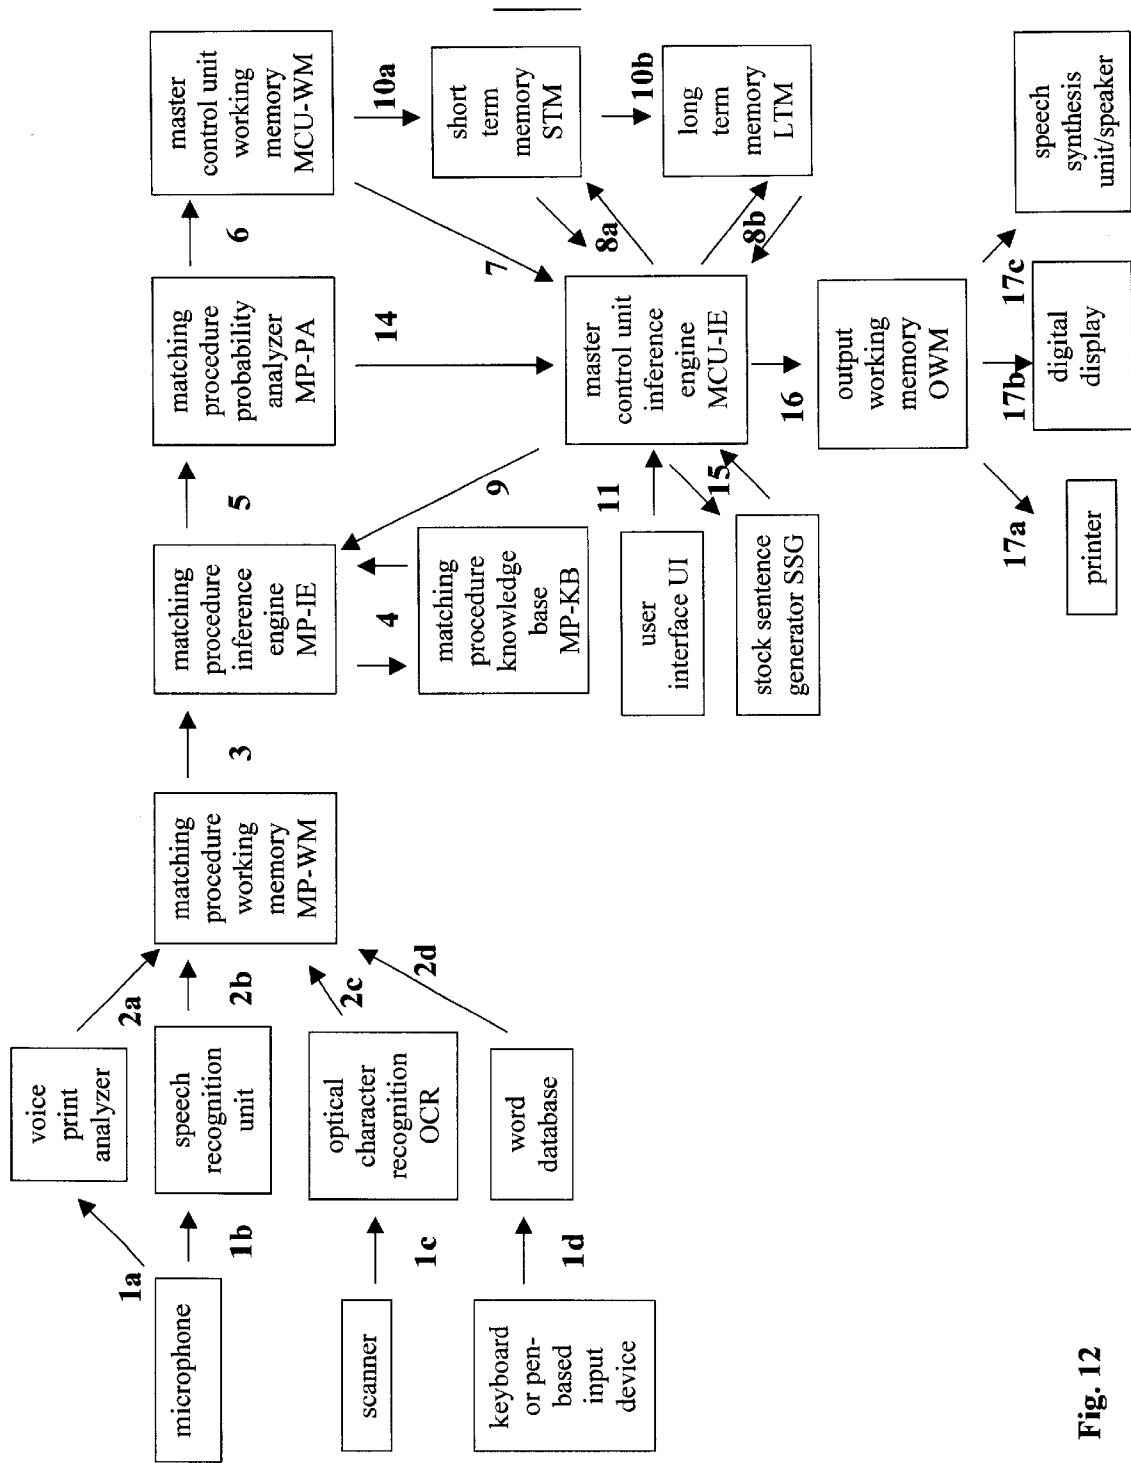 microphone
scanner
keyboard
or pen-
based
input
device
1a
1b
1c
1d
voice
print
analyzer
speech
recognition
unit
optical
character
recognition
OCR
word
database
2a
2b
2c
2d
matching
procedure
working
memory
MP-WM
3
matching
procedure
inference
engine
MP-IE
4
matching
procedure
knowledge
base
MP-KB
5
matching
procedure
probability
analyzer
MP-PA
6
master
control unit
working
memory
MCU-WM
7
14
9
10a
short
term
memory
STM
10b
long
term
memory
LTM
8a
8b
user
interface UI
11
stock sentence
generator SSG
15
master
control unit
inference
engine
MCU-IE
16
output
working
memory
OWM
17a
17b
17c
printer
digital
display
speech
synthesis
unit/speaker
Fig. 12